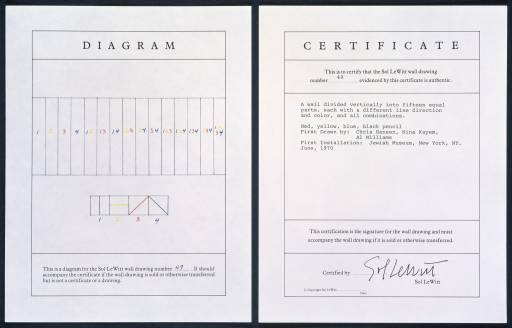 DIAGRAM
1 2 3 4 12 13 14 23 24 34 123 124 134 234 1234
1 2 3 4
This is a diagram for the Sol LeWitt wall drawing number 49. It should
accompany the certificate if the wall drawing is sold or otherwise transferred
but is not a certificate or a drawing.
CERTIFICATE
This is to certify that the Sol LeWitt wall drawing
number 49 evidenced by this certificate is authentic.
A wall divided vertically into fifteen equal
parts, each with a different line direction
and color, and all combinations.
Red, yellow, blue, black pencil
First Drawn by: Chris Hansen, Nina Kayem,
Al Williams
First Installation: Jewish Museum, New York, NY.
June, 1970
This certification is the signature for the wall drawing and must
accompany the wall drawing if it is sold or otherwise transferred.
Certified by Sol LeWitt
Sol LeWitt
© Copyright Sol LeWitt